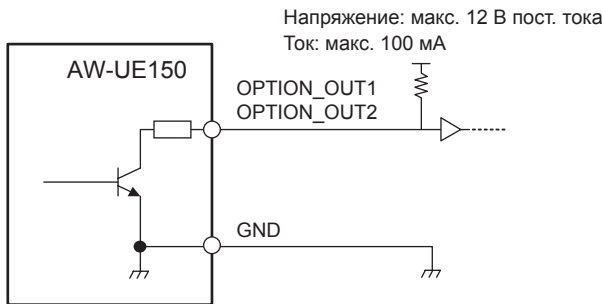 Напряжение: макс. 12 В пост. тока
Ток: макс. 100 мА
AW-UE150
OPTION_OUT1
OPTION_OUT2
GND